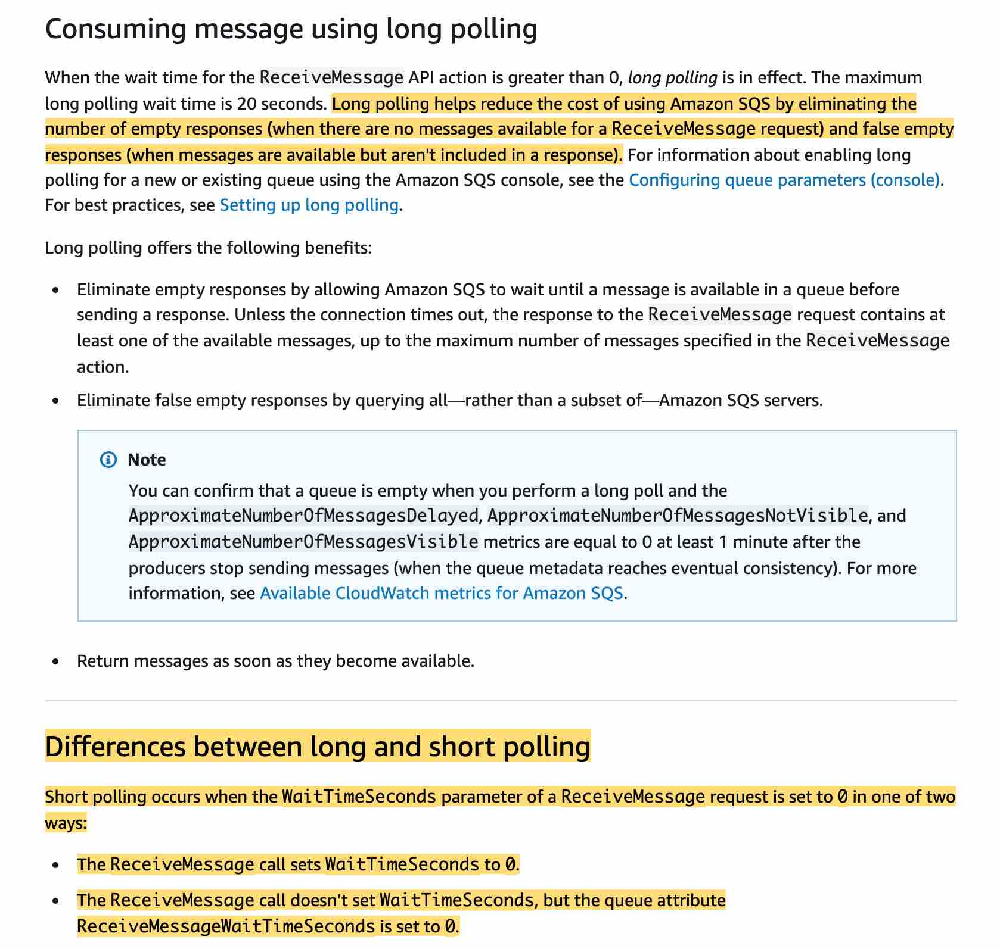 Consuming message using long polling
When the wait time for the ReceiveMessage API action is greater than 0, long polling is in effect. The maximum
long polling wait time is 20 seconds. Long polling helps reduce the cost of using Amazon SQS by eliminating the
number of empty responses (when there are no messages available for a ReceiveMessage request) and false empty
responses (when messages are available but aren't included in a response). For information about enabling long
polling for a new or existing queue using the Amazon SQS console, see the Configuring queue parameters (console).
For best practices, see Setting up long polling.
Long polling offers the following benefits:
• Eliminate empty responses by allowing Amazon SQS to wait until a message is available in a queue before
sending a response. Unless the connection times out, the response to the ReceiveMessage request contains at
least one of the available messages, up to the maximum number of messages specified in the ReceiveMessage
action.
• Eliminate false empty responses by querying all—rather than a subset of—Amazon SQS servers.
Note
You can confirm that a queue is empty when you perform a long poll and the
ApproximateNumberOfMessagesDelayed, ApproximateNumberOfMessagesNotVisible, and
ApproximateNumberOfMessagesVisible metrics are equal to 0 at least 1 minute after the
producers stop sending messages (when the queue metadata reaches eventual consistency). For more
information, see Available CloudWatch metrics for Amazon SQS.
• Return messages as soon as they become available.
Differences between long and short polling
Short polling occurs when the WaitTimeSeconds parameter of a ReceiveMessage request is set to 0 in one of two
ways:
• The ReceiveMessage call sets WaitTimeSeconds to 0.
• The ReceiveMessage call doesn’t set WaitTimeSeconds, but the queue attribute
ReceiveMessageWaitTimeSeconds is set to 0.